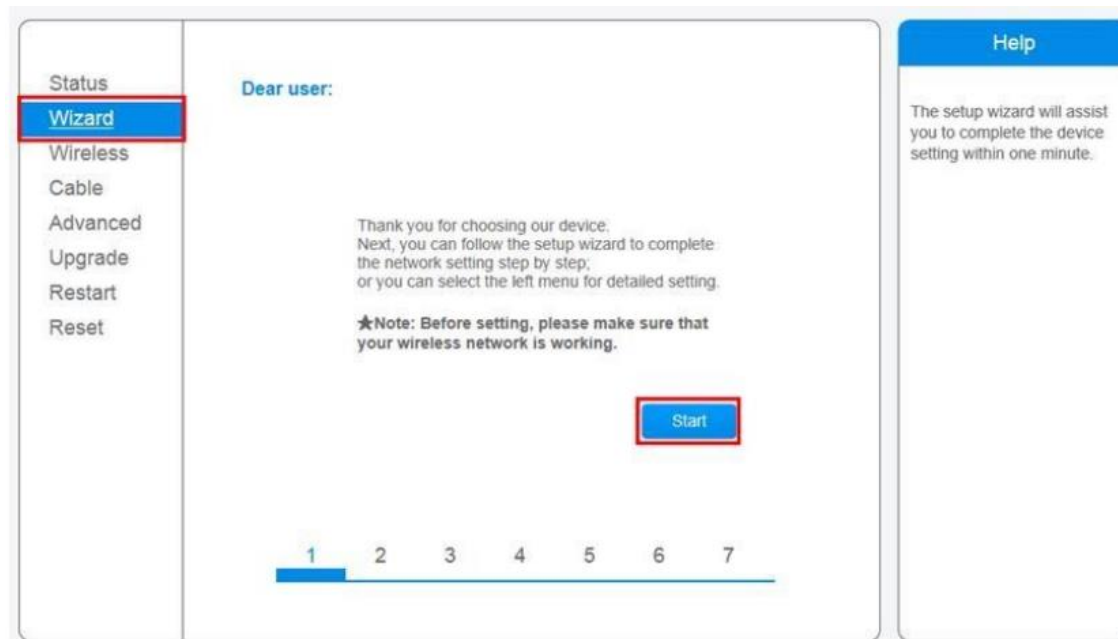 Status
Wizard
Wireless
Cable
Advanced
Upgrade
Restart
Reset
Dear user:
Thank you for choosing our device.
Next, you can follow the setup wizard to complete
the network setting step by step;
or you can select the left menu for detailed setting.
★Note: Before setting, please make sure that
your wireless network is working.
Start
1 2 3 4 5 6 7
Help
The setup wizard will assist
you to complete the device
setting within one minute.